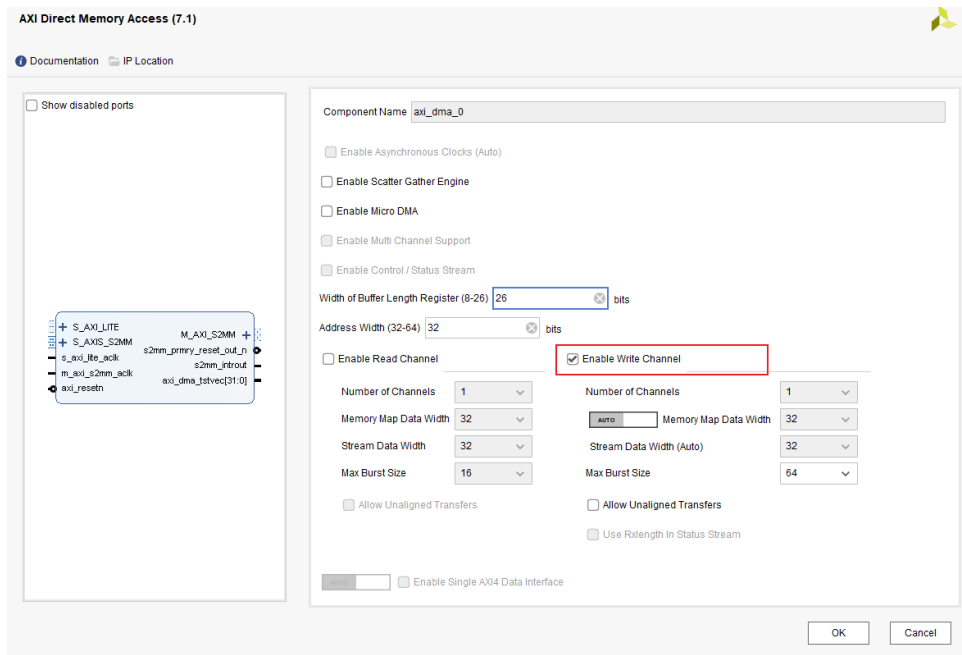 AXI Direct Memory Access (7.1)
Documentation IP Location
Show disabled ports
S_AXI_LITE
S_AXIS_S2MM
s_axi_lite_aclk
m_axi_s2mm_aclk
axi_resetn
M_AXI_S2MM
s2mm_prmry_reset_out_n
s2mm_introut
axi_dma_tstvec[31:0]
Component Name axi_dma_0
Enable Asynchronous Clocks (Auto)
Enable Scatter Gather Engine
Enable Micro DMA
Enable Multi Channel Support
Enable Control / Status Stream
Width of Buffer Length Register (8-26) 26 bits
Address Width (32-64) 32 bits
Enable Read Channel
Number of Channels 1
Memory Map Data Width 32
Stream Data Width 32
Max Burst Size 16
Allow Unaligned Transfers
Enable Write Channel
Number of Channels 1
AUTO Memory Map Data Width 32
Stream Data Width (Auto) 32
Max Burst Size 64
Allow Unaligned Transfers
Use Rxlength In Status Stream
AUTO Enable Single AXI4 Data Interface
OK Cancel